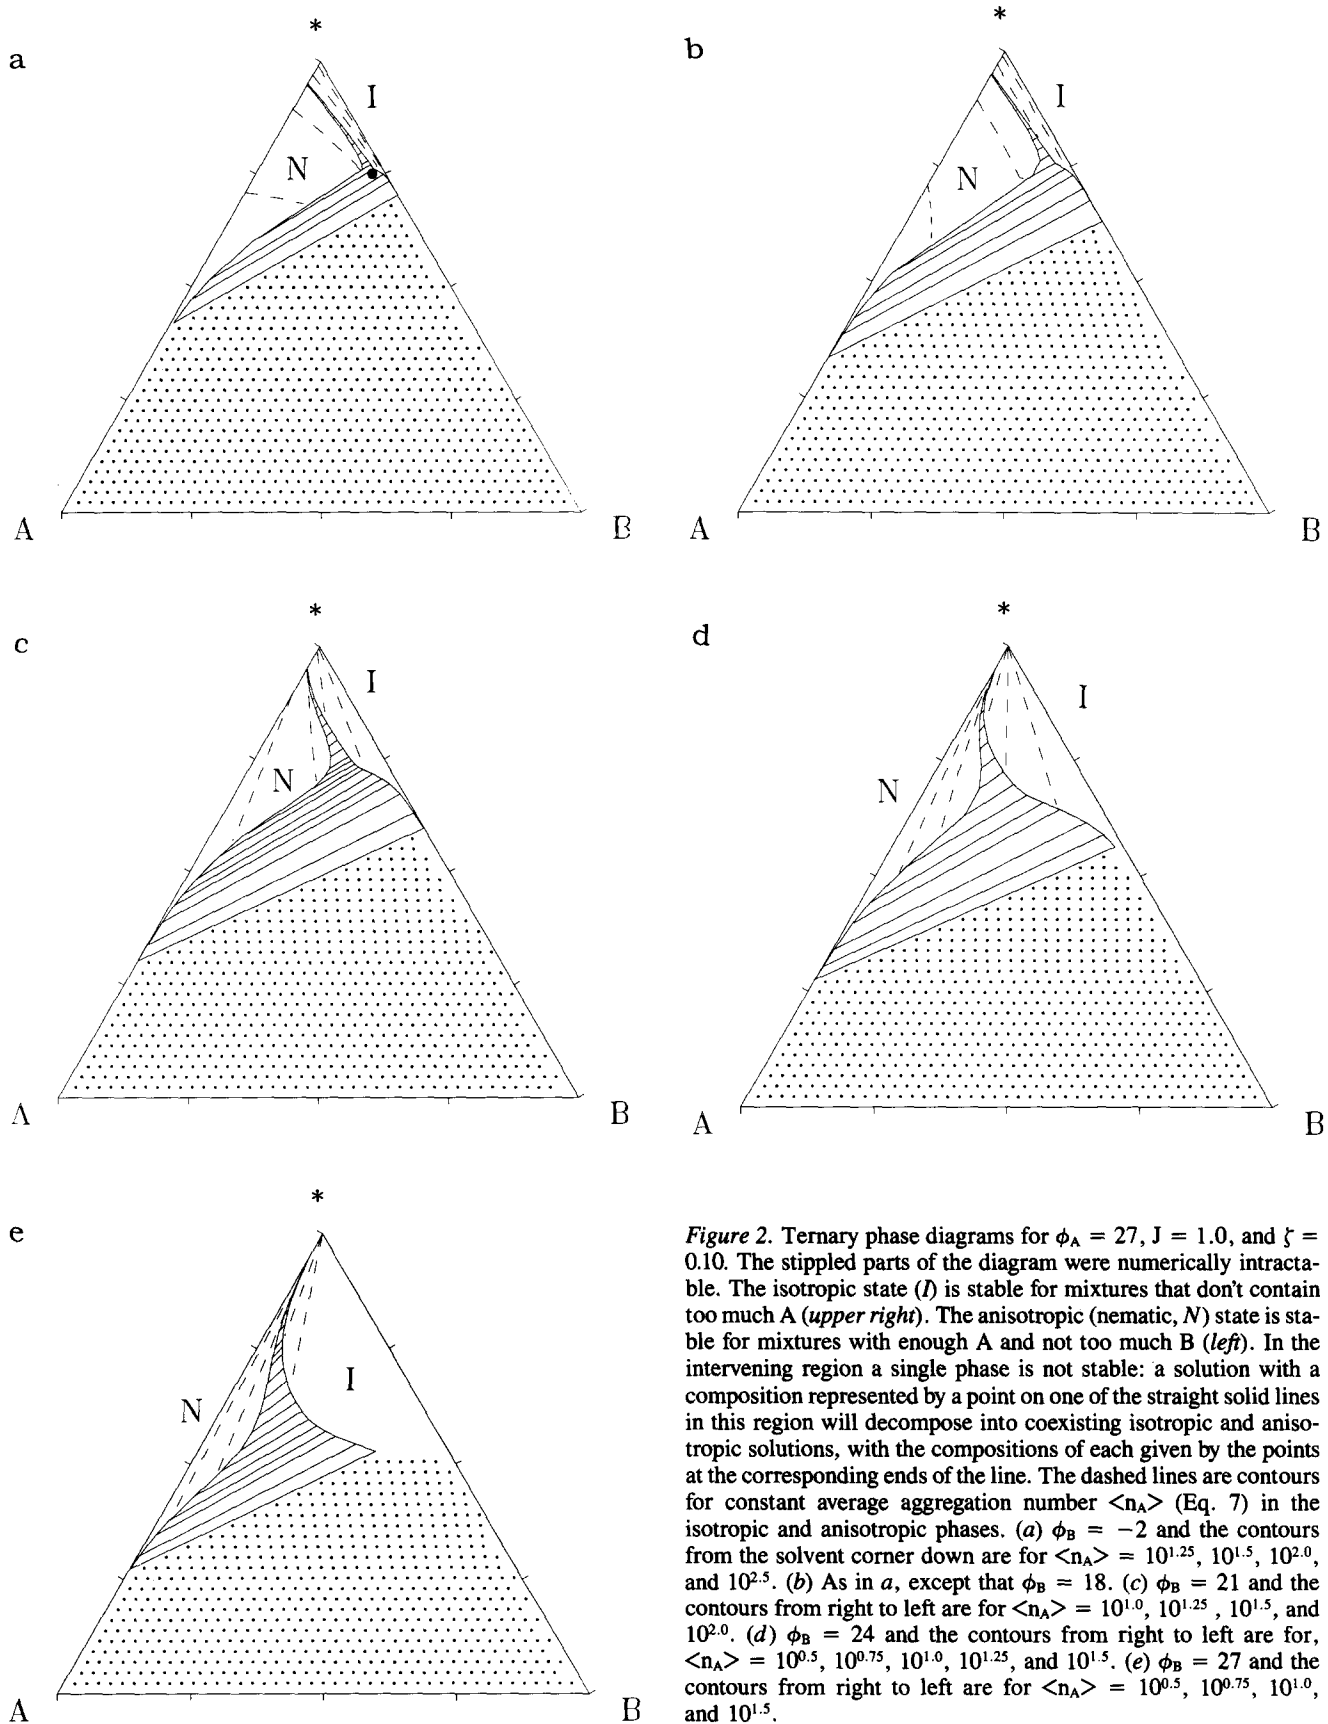 *
*
a
b
I
I
N
N
A
B
A
B
*
*
c
d
I
I
N
N
A
B
A
B
*
e
I
N
A
B
Figure 2. Ternary phase diagrams for ϕA = 27, J = 1.0, and ζ =
0.10. The stippled parts of the diagram were numerically intracta-
ble. The isotropic state (I) is stable for mixtures that don't contain
too much A (upper right). The anisotropic (nematic, N) state is sta-
ble for mixtures with enough A and not too much B (left). In the
intervening region a single phase is not stable: a solution with a
composition represented by a point on one of the straight solid lines
in this region will decompose into coexisting isotropic and aniso-
tropic solutions, with the compositions of each given by the points
at the corresponding ends of the line. The dashed lines are contours
for constant average aggregation number <nA> (Eq. 7) in the
isotropic and anisotropic phases. (a) ϕB = −2 and the contours
from the solvent corner down are for <nA> = 10^1.25, 10^1.5, 10^2.0,
and 10^2.5. (b) As in a, except that ϕB = 18. (c) ϕB = 21 and the
contours from right to left are for <nA> = 10^1.0, 10^1.25 , 10^1.5, and
10^2.0. (d) ϕB = 24 and the contours from right to left are for,
<nA> = 10^0.5, 10^0.75, 10^1.0, 10^1.25, and 10^1.5. (e) ϕB = 27 and the
contours from right to left are for <nA> = 10^0.5, 10^0.75, 10^1.0,
and 10^1.5.